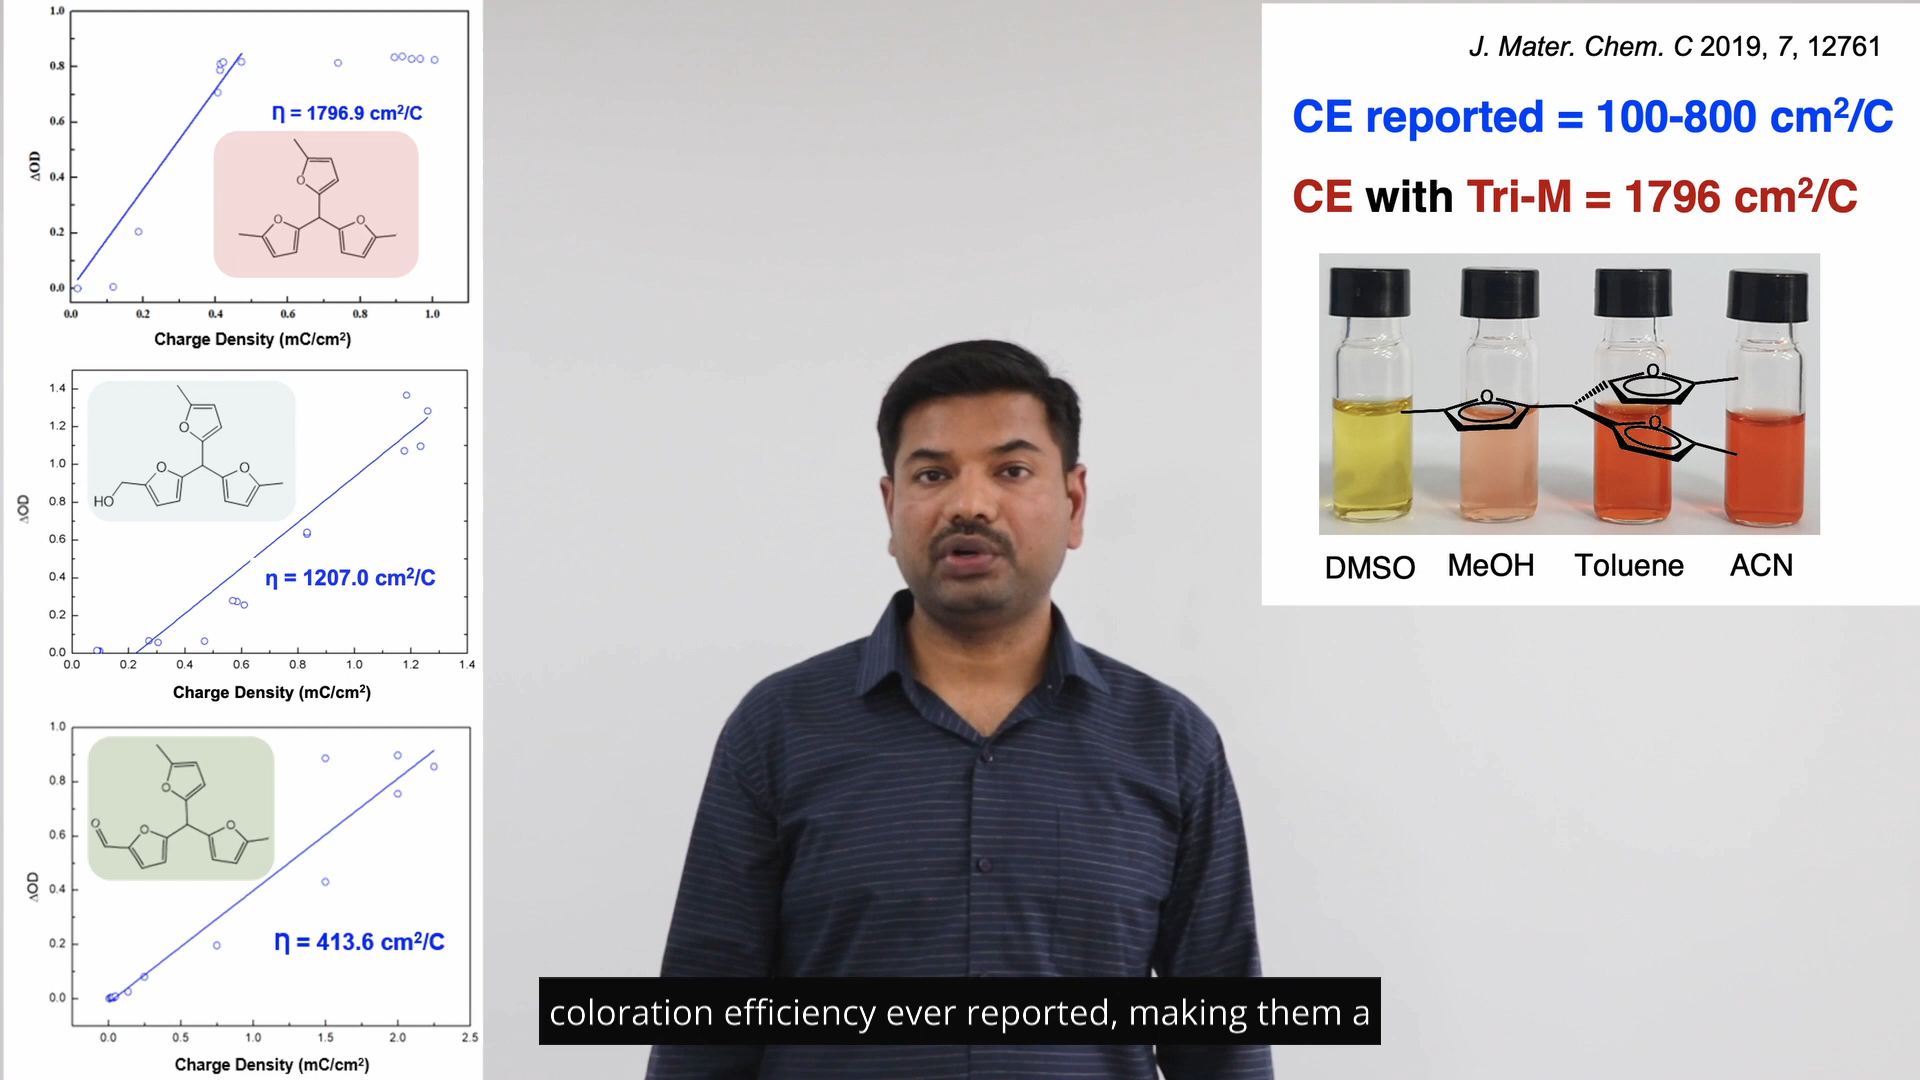 1.0
0.8
0.6
0.4
0.2
0.0
ΔOD
η = 1796.9 cm²/C
O
O
O
0.0 0.2 0.4 0.6 0.8 1.0
Charge Density (mC/cm²)
1.4
1.2
1.0
0.8
0.6
0.4
0.2
0.0
ΔOD
O
O
O
HO
η = 1207.0 cm²/C
0.0 0.2 0.4 0.6 0.8 1.0 1.2 1.4
Charge Density (mC/cm²)
1.0
0.8
0.6
0.4
0.2
0.0
ΔOD
O
O
O
O
η = 413.6 cm²/C
0.0 0.5 1.0 1.5 2.0 2.5
Charge Density (mC/cm²)
J. Mater. Chem. C 2019, 7, 12761
CE reported = 100-800 cm²/C
CE with Tri-M = 1796 cm²/C
O
O
O
DMSO MeOH Toluene ACN
coloration efficiency ever reported, making them a